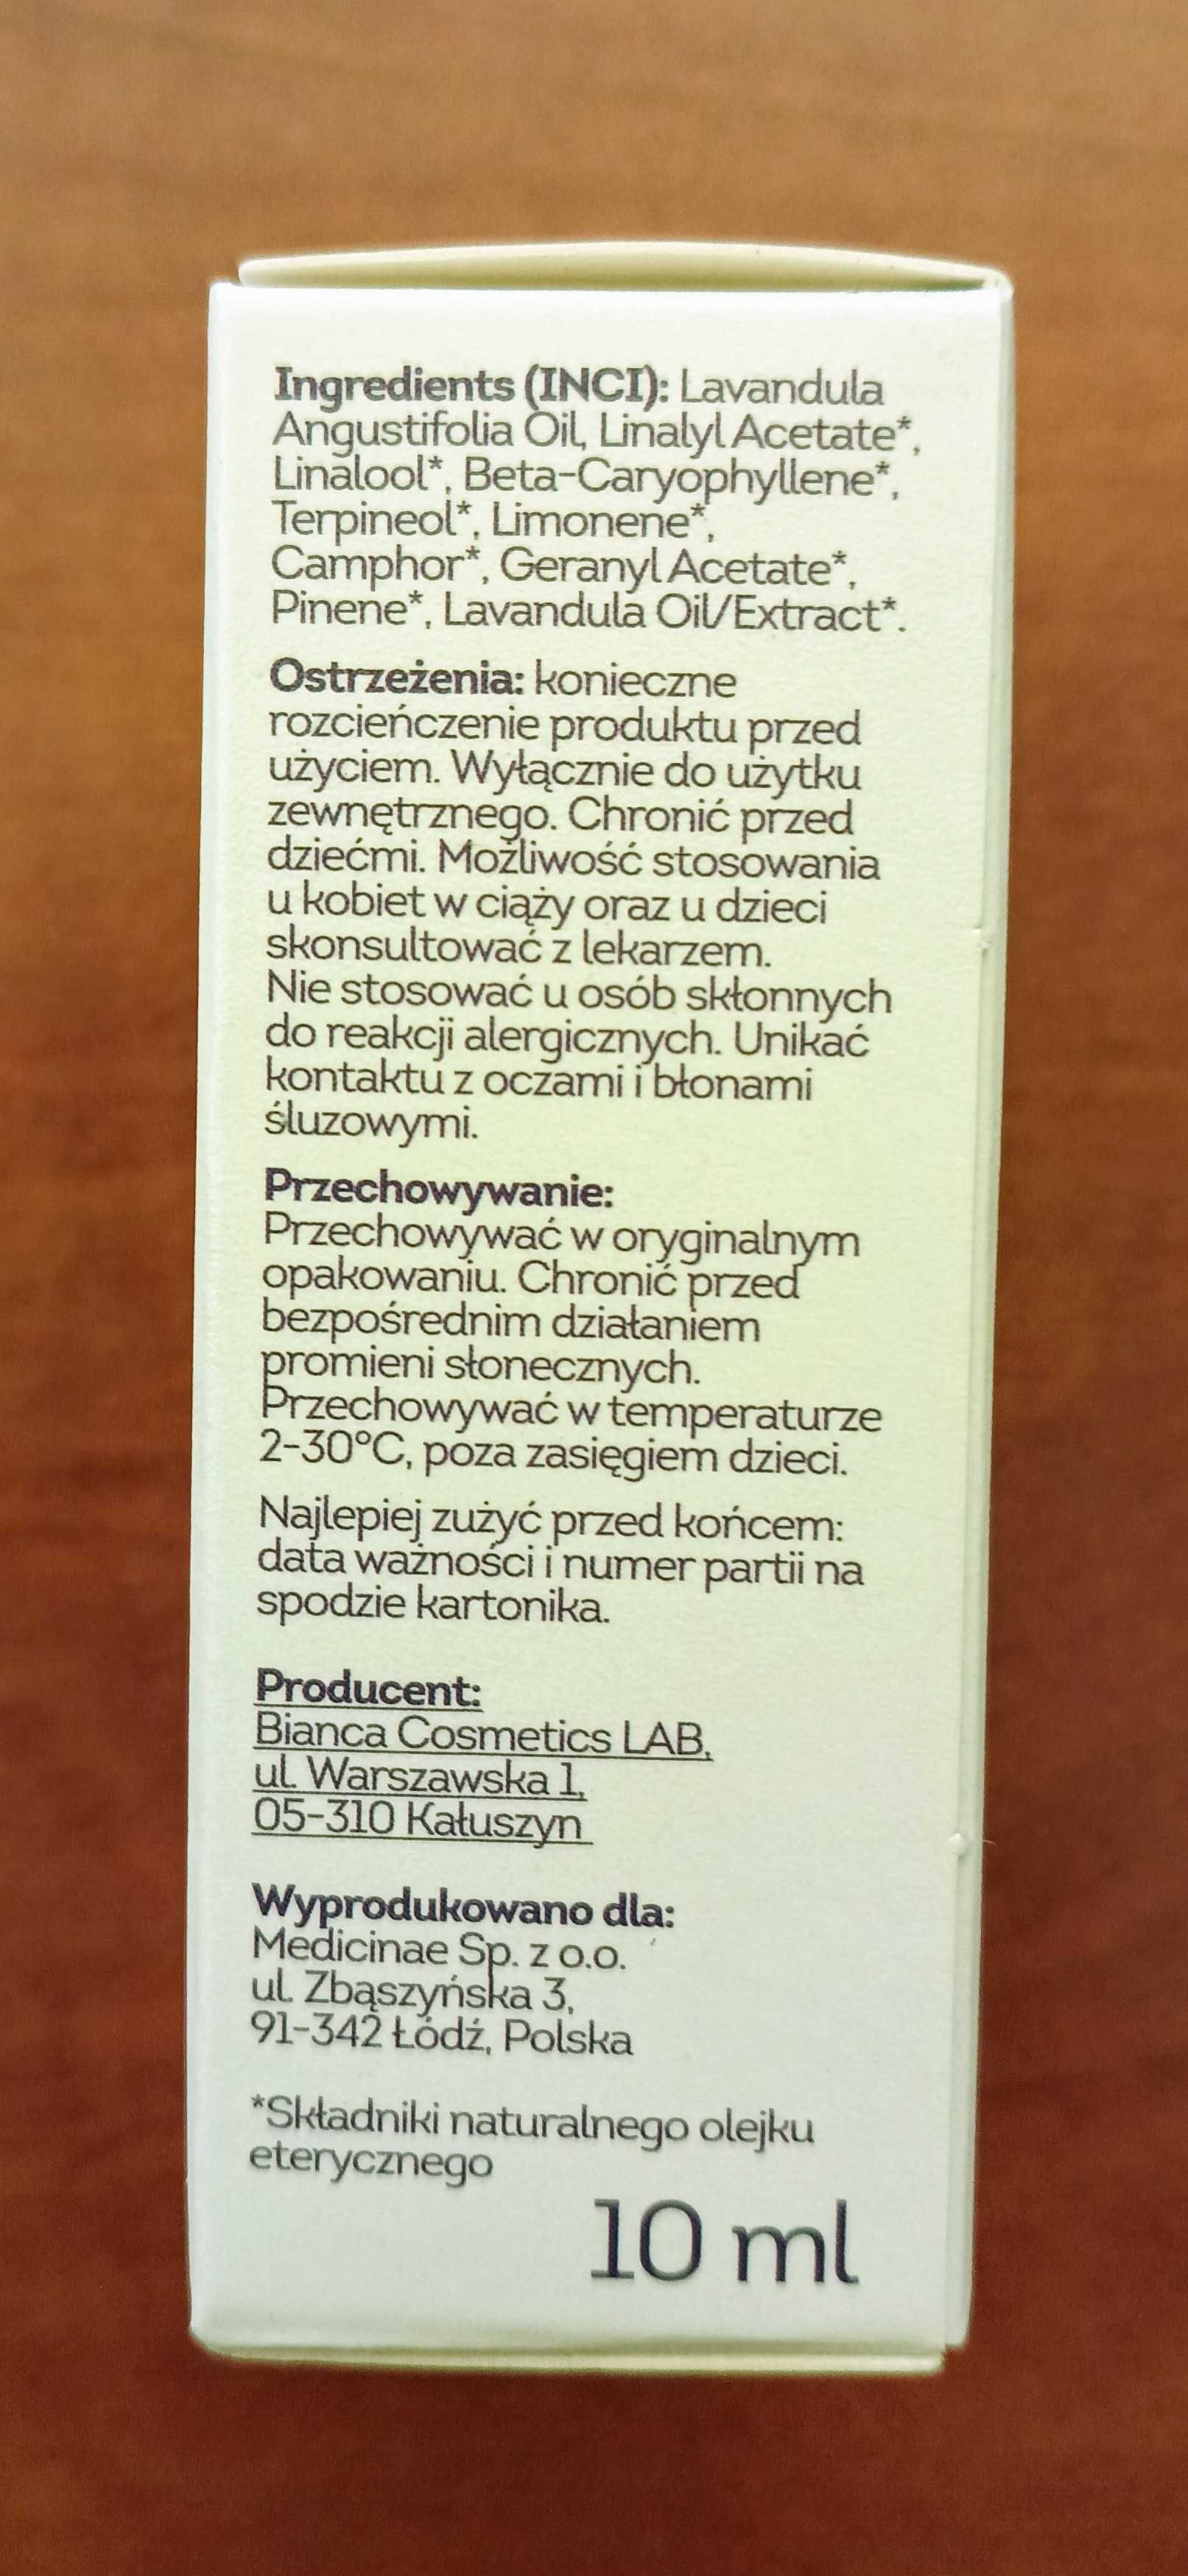 Ingredients (INCI): Lavandula
Angustifolia Oil, Linalyl Acetate*,
Linalool*, Beta-Caryophyllene*,
Terpineol*, Limonene*,
Camphor*, Geranyl Acetate*,
Pinene*, Lavandula Oil/Extract*.
Ostrzeżenia: konieczne
rozcieńczenie produktu przed
użyciem. Wyłącznie do użytku
zewnętrznego. Chronić przed
dziećmi. Możliwość stosowania
u kobiet w ciąży oraz u dzieci
skonsultować z lekarzem.
Nie stosować u osób skłonnych
do reakcji alergicznych. Unikać
kontaktu z oczami i błonami
śluzowymi.
Przechowywanie:
Przechowywać w oryginalnym
opakowaniu. Chronić przed
bezpośrednim działaniem
promieni słonecznych.
Przechowywać w temperaturze
2-30°C, poza zasięgiem dzieci.
Najlepiej zużyć przed końcem:
data ważności i numer partii na
spodzie kartonika.
Producent:
Bianca Cosmetics LAB,
ul. Warszawska 1,
05-310 Kałuszyn
Wyprodukowano dla:
Medicinae Sp. z o.o.
ul. Zbąszyńska 3,
91-342 Łódź, Polska
*Składniki naturalnego olejku
eterycznego
10 ml